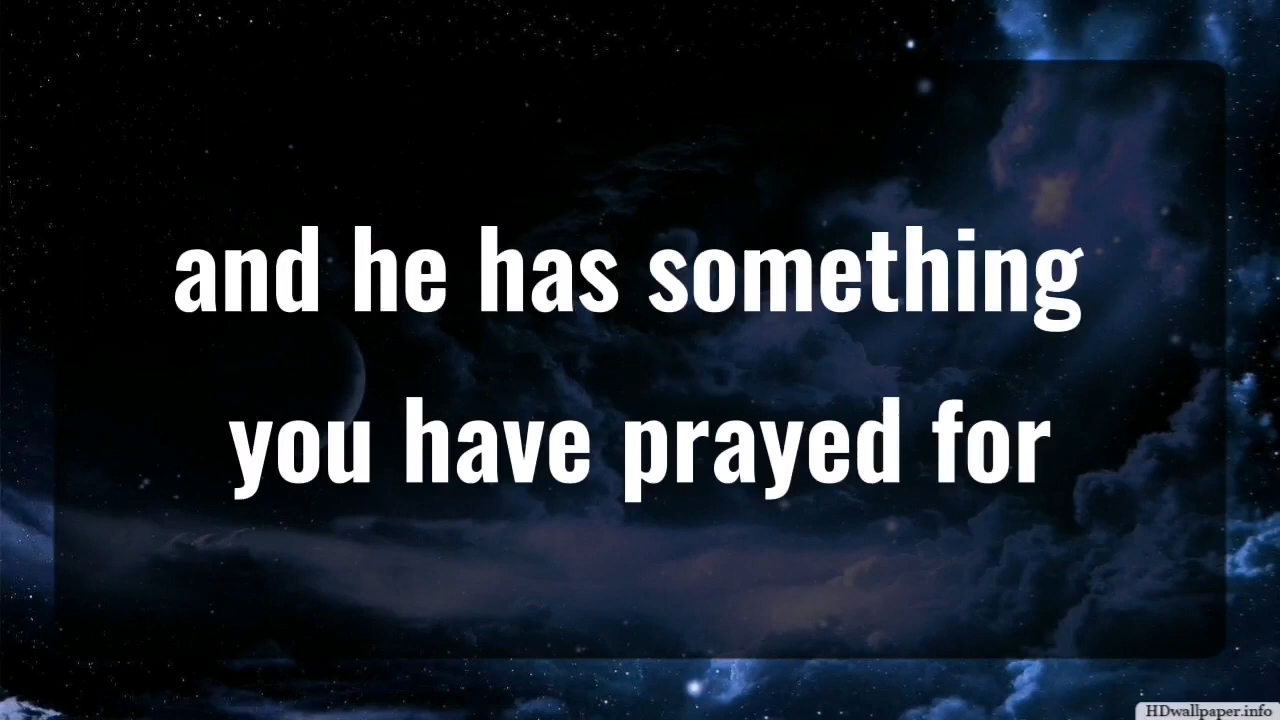 and he has something
you have prayed for
HDwallpaper.info